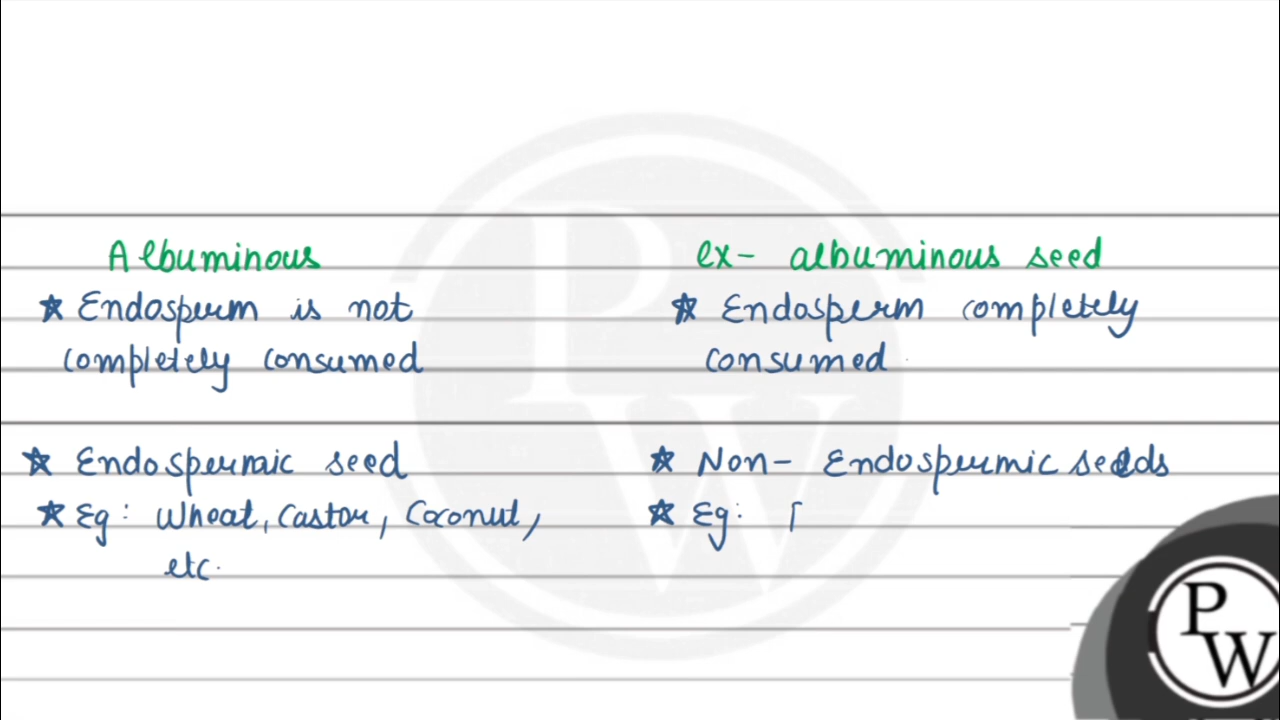 Albuminous
★ Endosperm is not
completely consumed
★ Endospermic seed
★ Eg: Wheat, Castor, Coconut,
etc.
ex- albuminous seed
★ Endosperm completely
consumed
★ Non- Endospermic seeds
★ Eg:
P
W
P
W